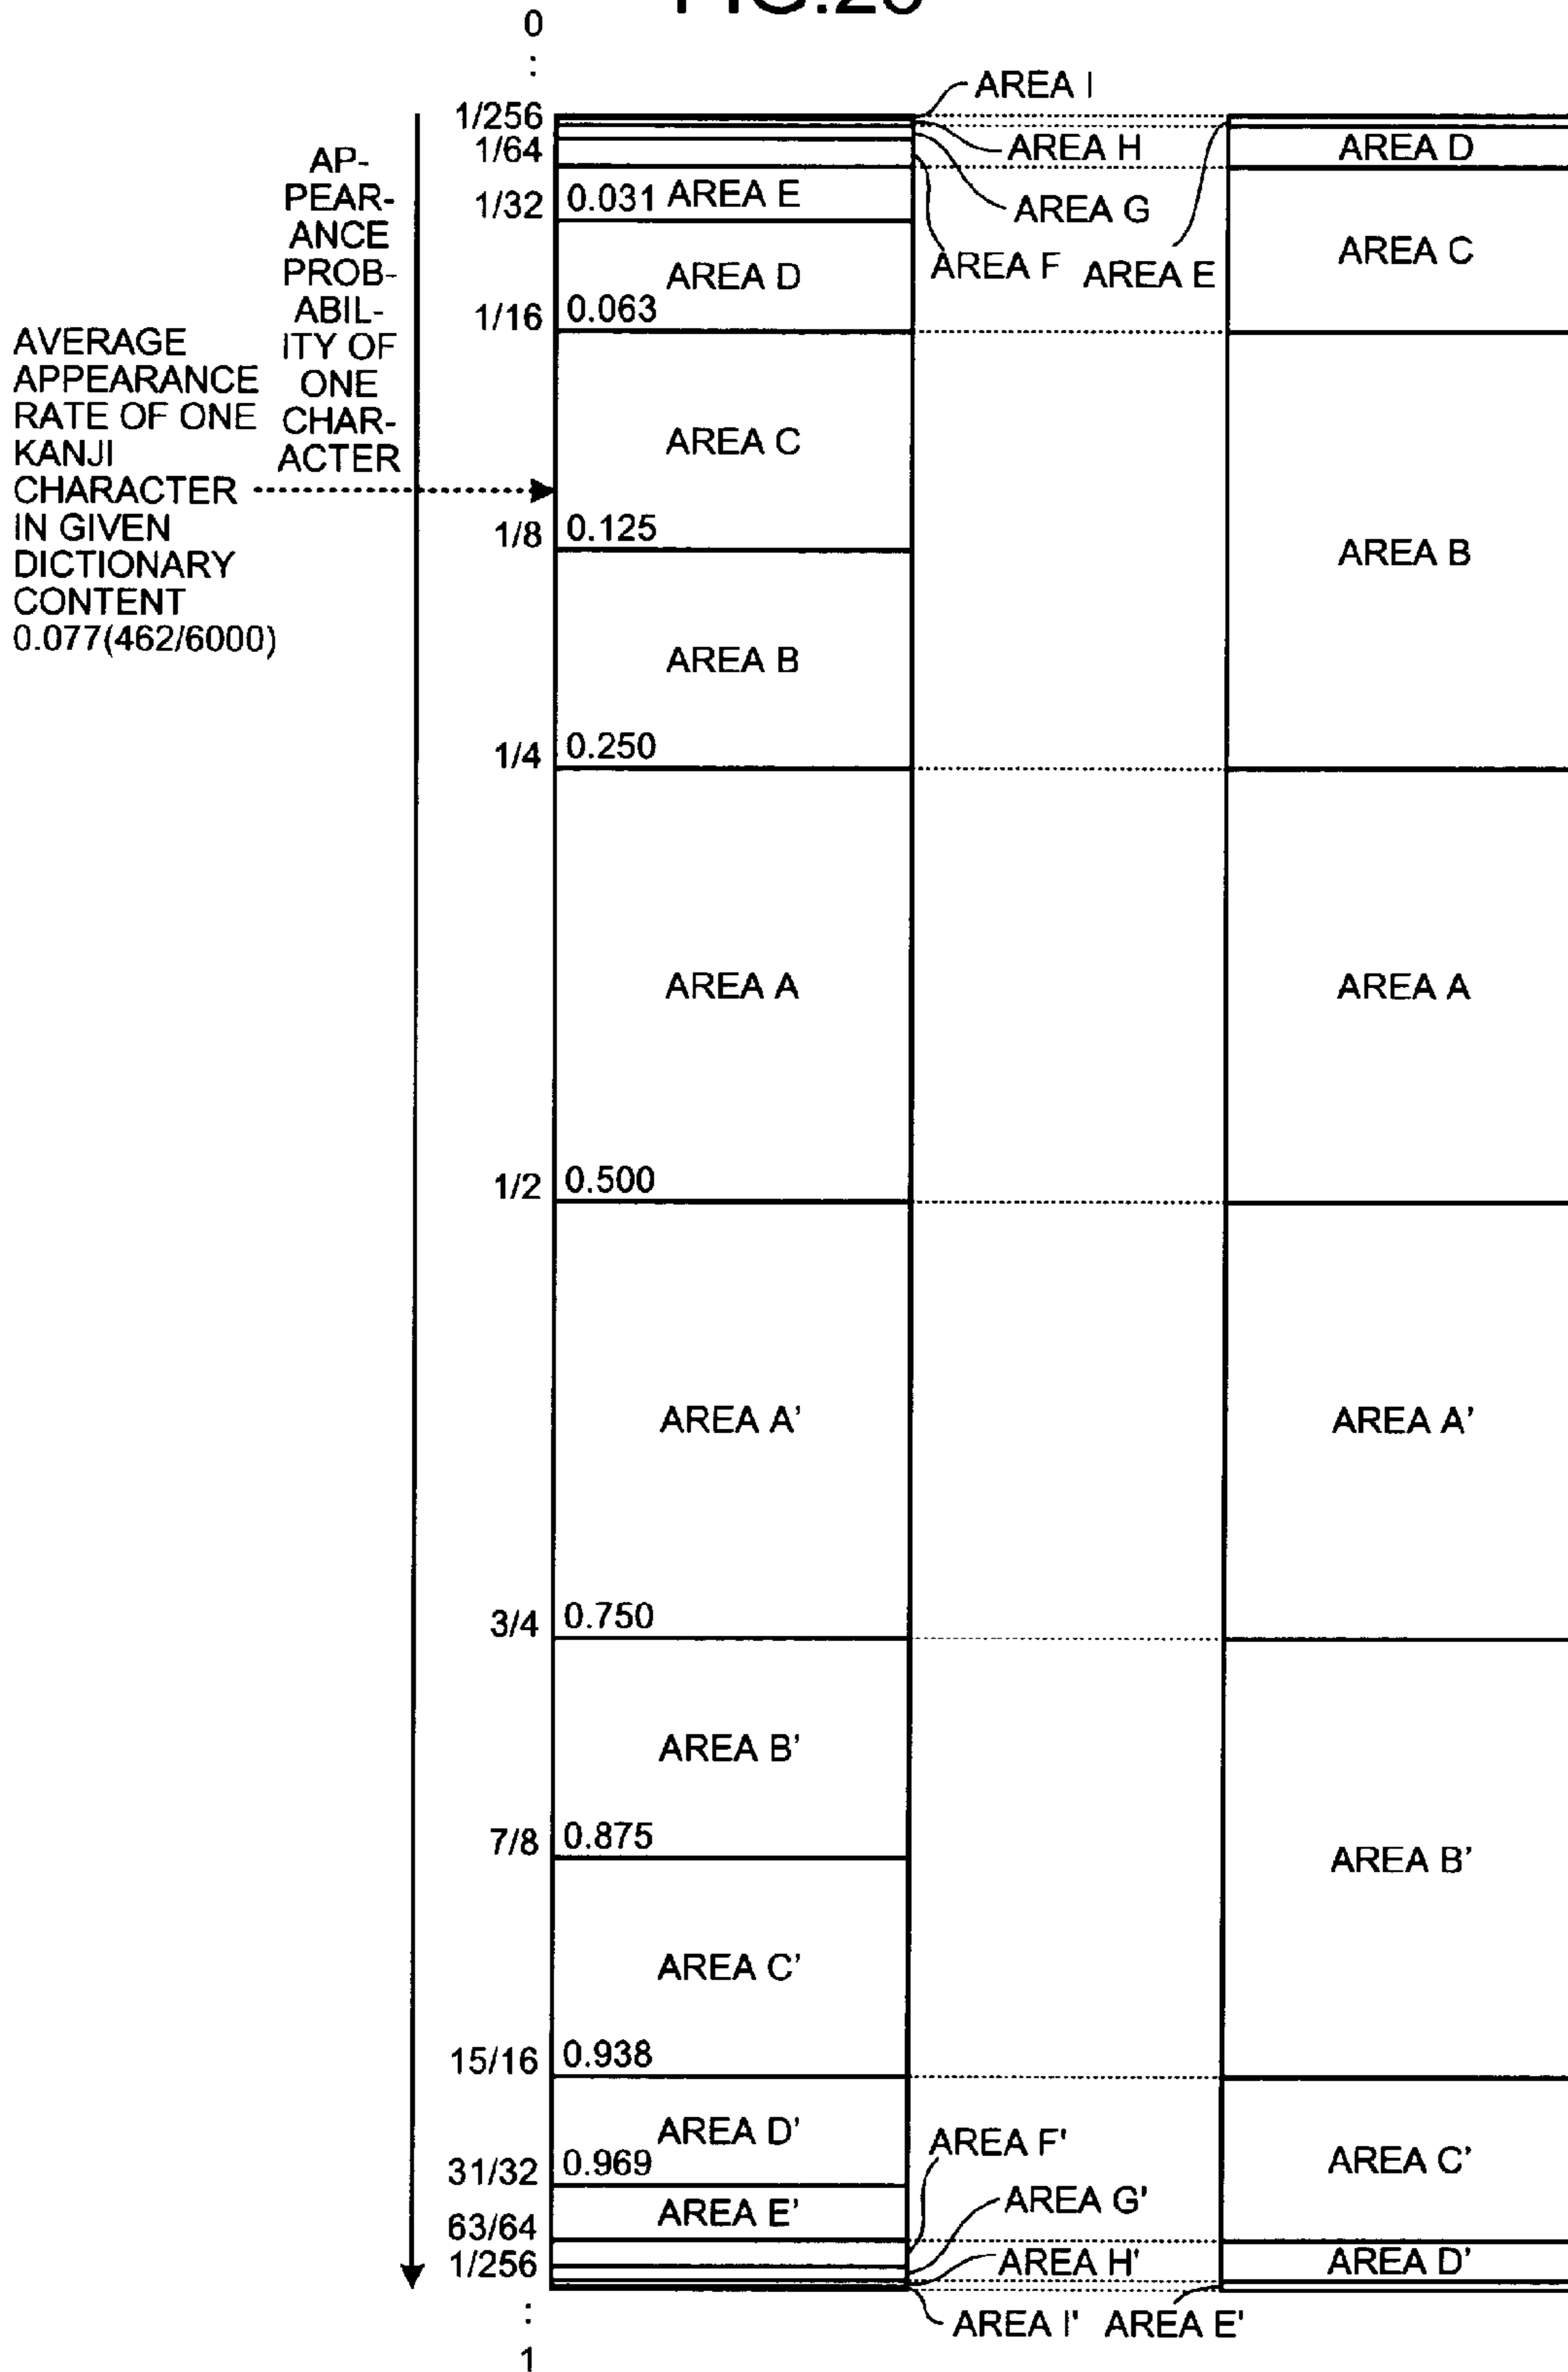 0
:
AREA I
1/256
AREA H
AREA D
1/64
AP-
PEAR-
ANCE
PROB-
ABIL-
ITY OF
ONE
CHAR-
ACTER
0.031 AREA E
1/32
AREA G
AREA F
AREA E
AREA C
AREA D
1/16
0.063
AVERAGE
APPEARANCE
RATE OF ONE
KANJI
CHARACTER
IN GIVEN
DICTIONARY
CONTENT
0.077(462/6000)
AREA C
1/8
0.125
AREA B
AREA B
1/4
0.250
AREA A
AREA A
1/2
0.500
AREA A'
AREA A'
3/4
0.750
AREA B'
7/8
0.875
AREA B'
AREA C'
15/16
0.938
AREA D'
AREA F'
31/32
0.969
AREA C'
AREA E'
AREA G'
63/64
1/256
AREA H'
AREA D'
AREA I'
AREA E'
:
1